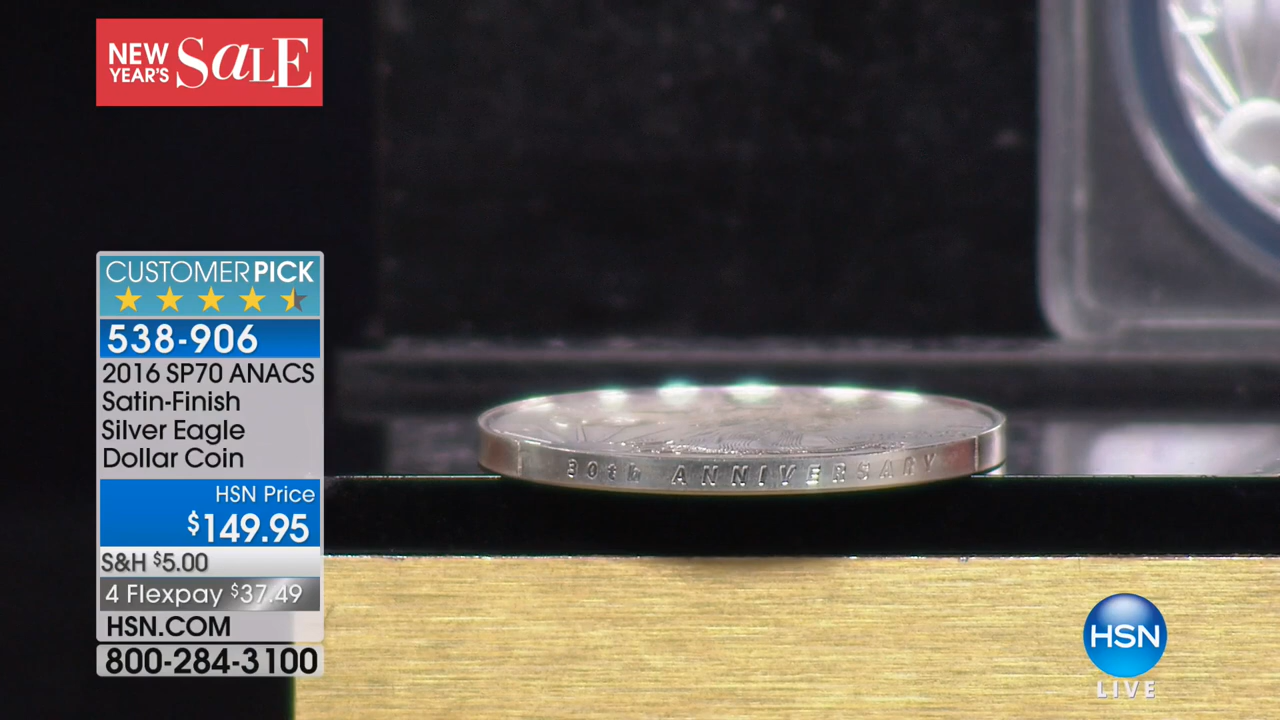 NEW
YEAR'S
SALE
CUSTOMER PICK
538-906
2016 SP70 ANACS
Satin-Finish
Silver Eagle
Dollar Coin
HSN Price
$149.95
S&H $5.00
4 Flexpay $37.49
HSN.COM
800-284-3100
30th ANNIVERSARY
HSN
LIVE